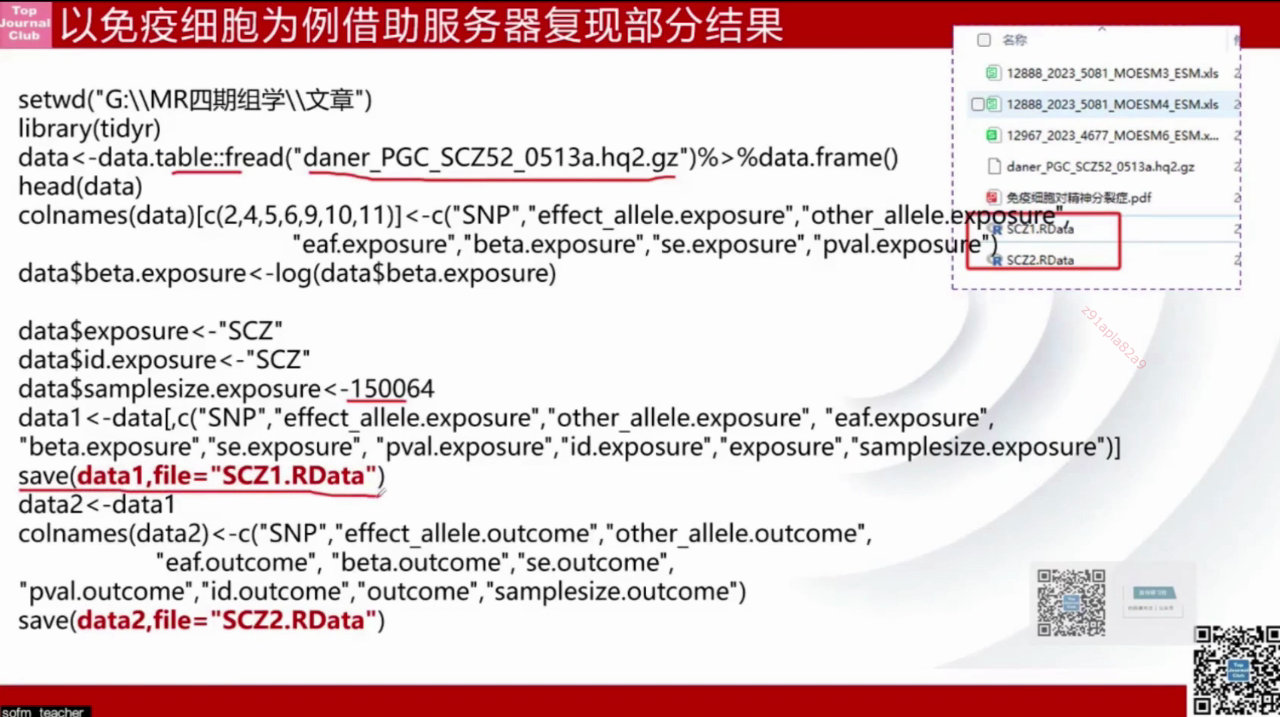 Top
Journal
Club
以免疫细胞为例借助服务器复现部分结果
名称
12888_2023_5081_MOESM3_ESM.xls
12888_2023_5081_MOESM4_ESM.xls
12967_2023_4677_MOESM6_ESM.x...
daner_PGC_SCZ52_0513a.hq2.gz
免疫细胞对精神分裂症.pdf
SCZ1.RData
SCZ2.RData
setwd("G:\\MR四期组学\\文章")
library(tidyr)
data<-data.table::fread("daner_PGC_SCZ52_0513a.hq2.gz")%>%data.frame()
head(data)
colnames(data)[c(2,4,5,6,9,10,11)]<-c("SNP","effect_allele.exposure","other_allele.exposure",
"eaf.exposure","beta.exposure","se.exposure","pval.exposure")
data$beta.exposure<-log(data$beta.exposure)
data$exposure<-"SCZ"
data$id.exposure<-"SCZ"
data$samplesize.exposure<-150064
data1<-data[,c("SNP","effect_allele.exposure","other_allele.exposure", "eaf.exposure",
"beta.exposure","se.exposure", "pval.exposure","id.exposure","exposure","samplesize.exposure")]
save(data1,file="SCZ1.RData")
data2<-data1
colnames(data2)<-c("SNP","effect_allele.outcome","other_allele.outcome",
"eaf.outcome", "beta.outcome","se.outcome",
"pval.outcome","id.outcome","outcome","samplesize.outcome")
save(data2,file="SCZ2.RData")
z91apla82a9
Top
Journal
Club
sofm_teacher